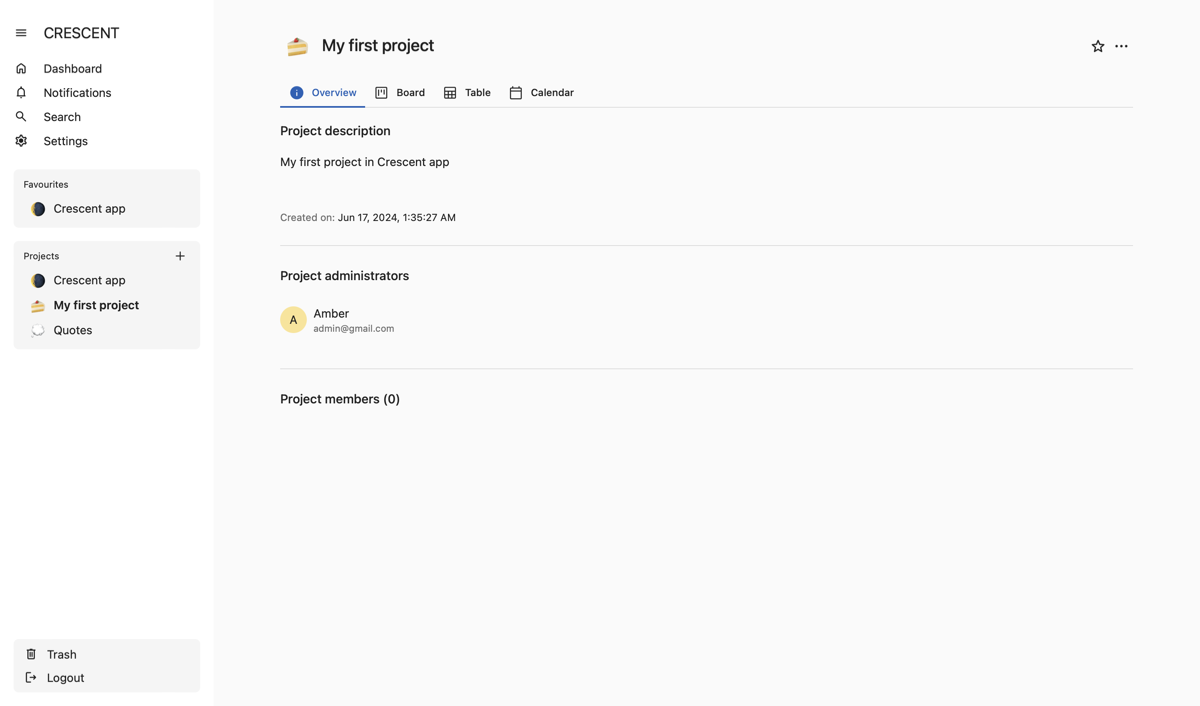 CRESCENT
Dashboard
Notifications
Search
Settings
Favourites
Crescent app
Projects
Crescent app
My first project
Quotes
Trash
Logout
My first project
Overview Board Table Calendar
Project description
My first project in Crescent app
Created on: Jun 17, 2024, 1:35:27 AM
Project administrators
A
Amber
admin@gmail.com
Project members (0)